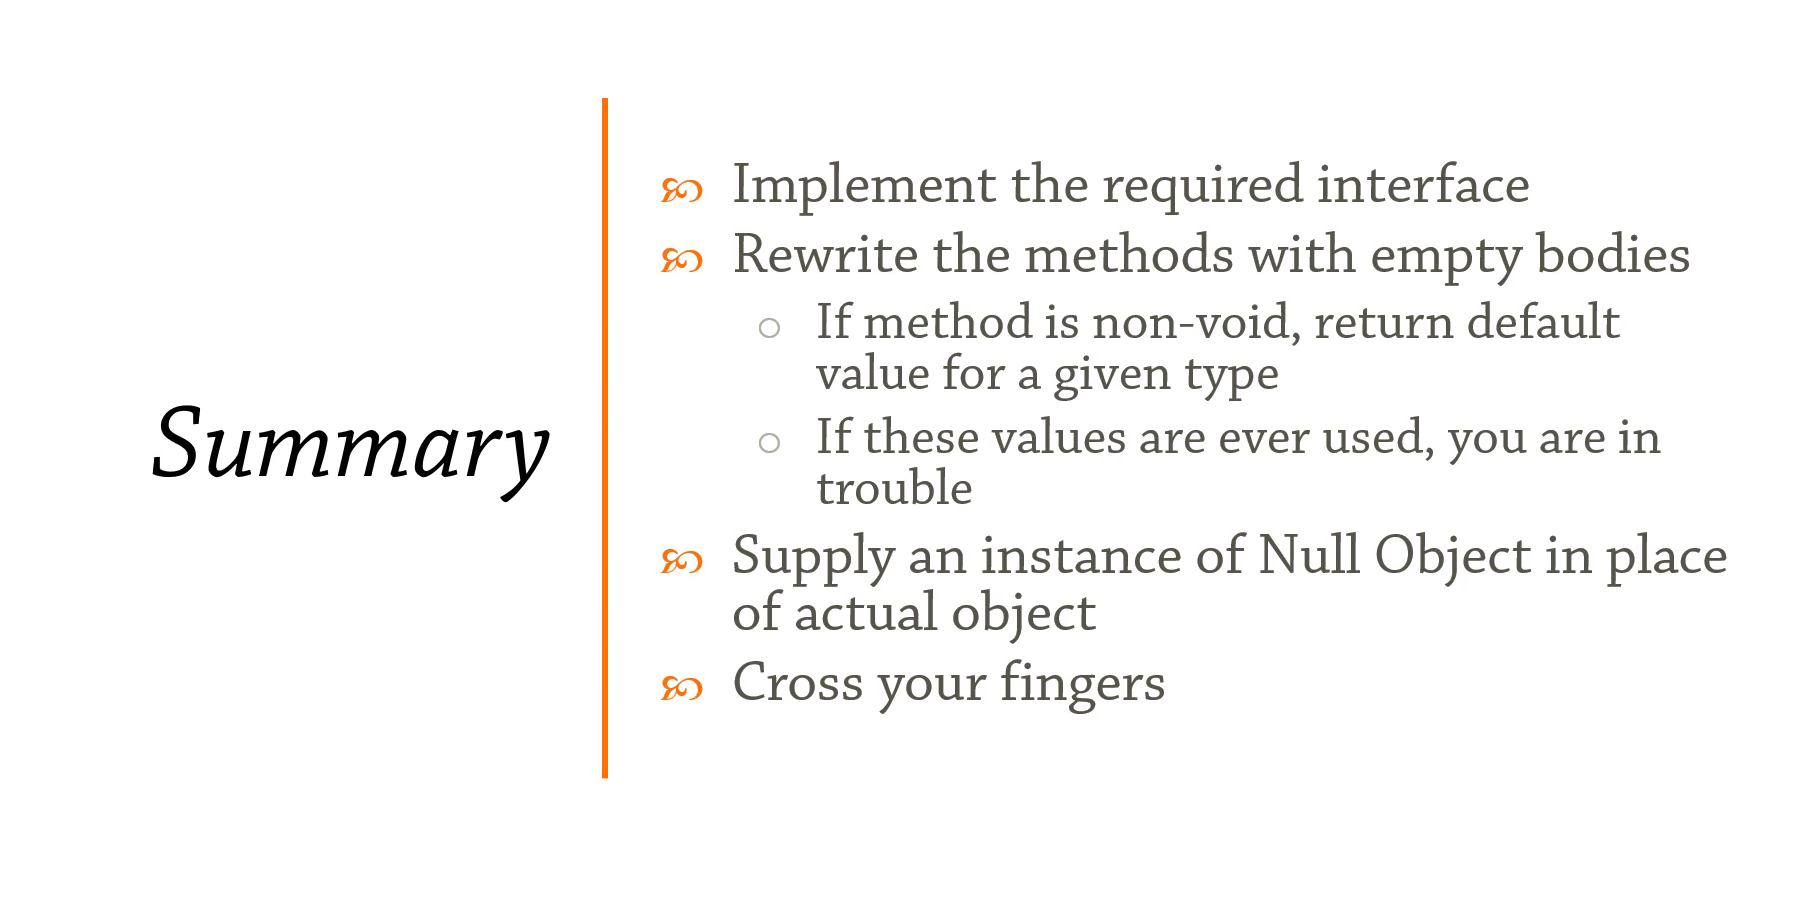 Summary
Implement the required interface
Rewrite the methods with empty bodies
If method is non-void, return default
value for a given type
If these values are ever used, you are in
trouble
Supply an instance of Null Object in place
of actual object
Cross your fingers